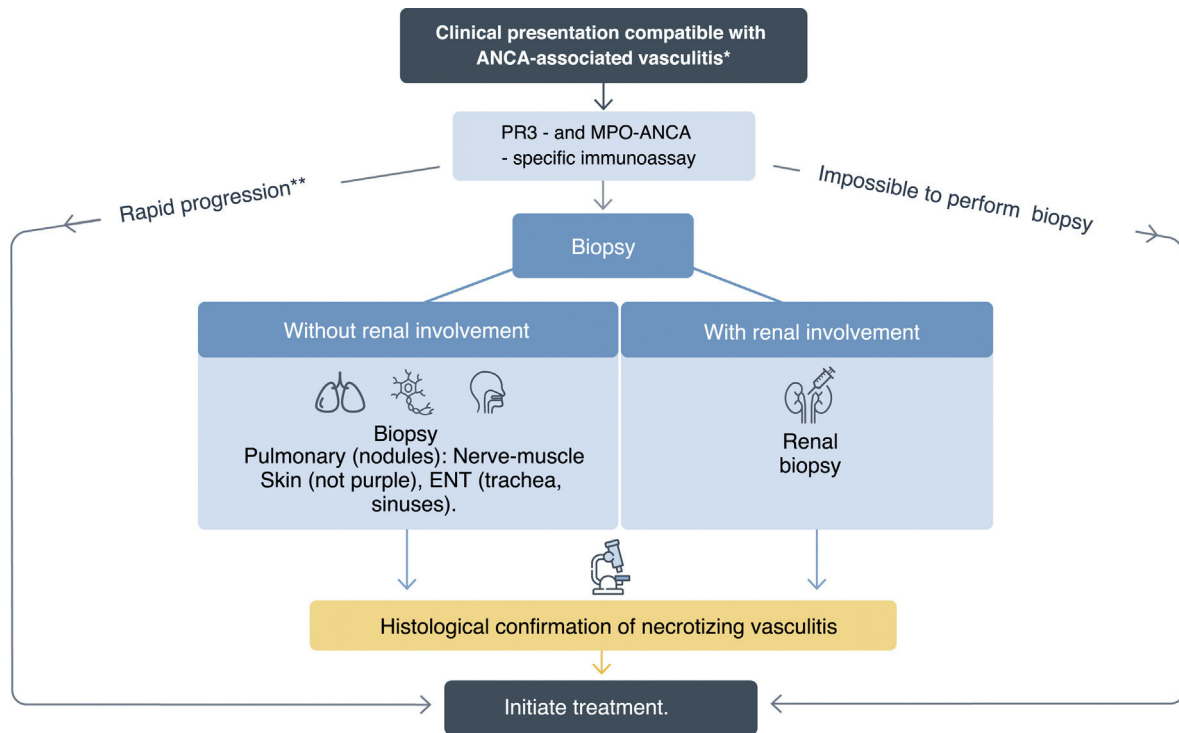 Clinical presentation compatible with
ANCA-associated vasculitis*
PR3 - and MPO-ANCA
- specific immunoassay
Rapid progression**
Impossible to perform biopsy
Biopsy
Without renal involvement
With renal involvement
Biopsy
Pulmonary (nodules): Nerve-muscle
Skin (not purple), ENT (trachea,
sinuses).
Renal
biopsy
Histological confirmation of necrotizing vasculitis
Initiate treatment.